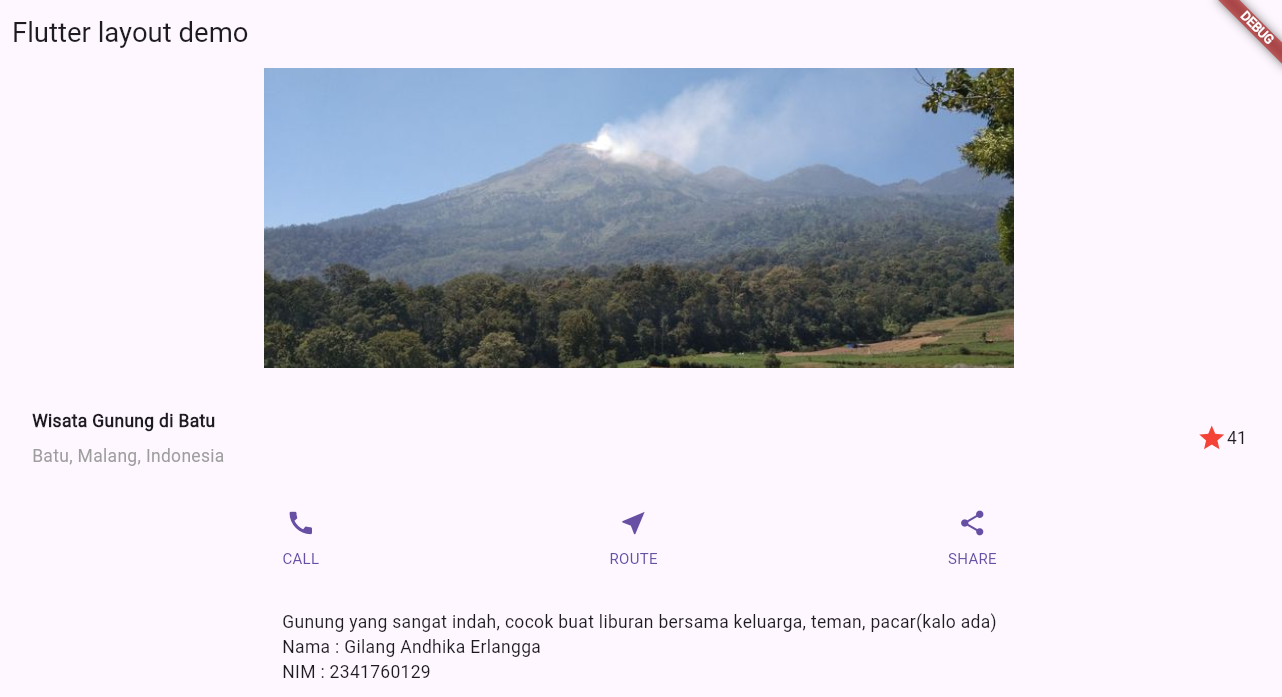 Flutter layout demo
DEBUG
Wisata Gunung di Batu
Batu, Malang, Indonesia
41
CALL
ROUTE
SHARE
Gunung yang sangat indah, cocok buat liburan bersama keluarga, teman, pacar(kalo ada)
Nama : Gilang Andhika Erlangga
NIM : 2341760129